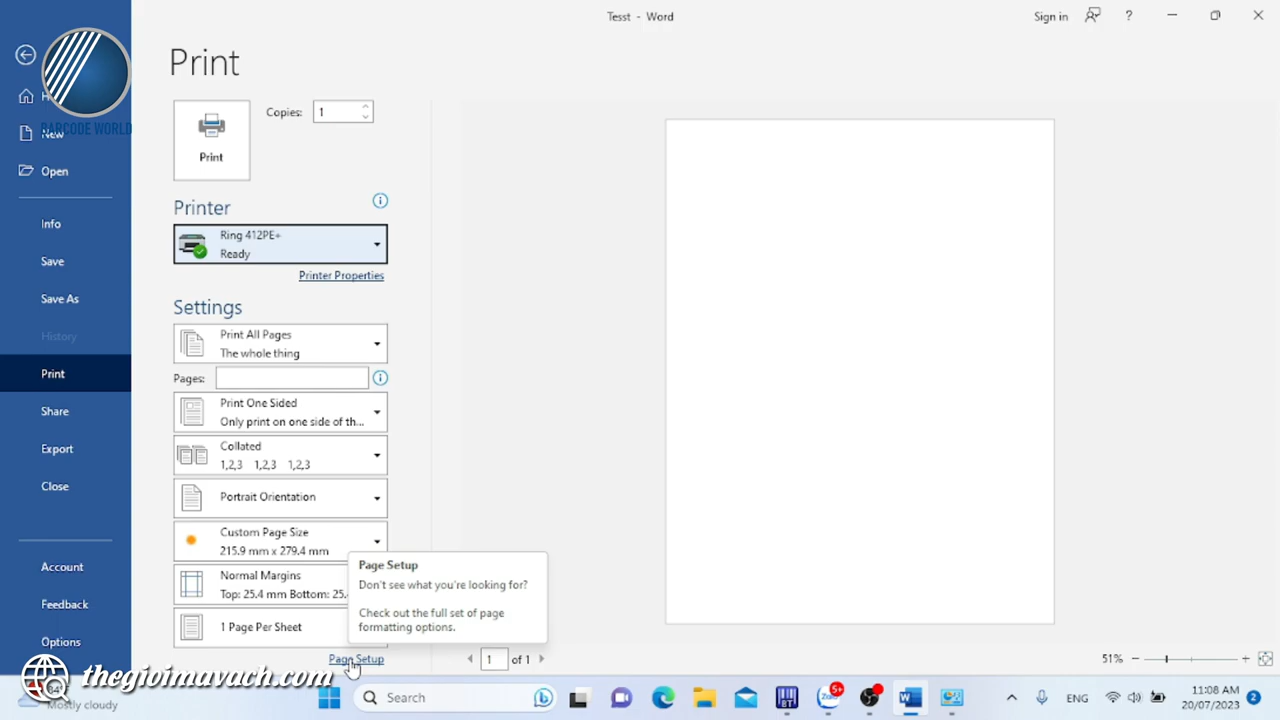 Tesst - Word
Sign in
?
Print
BARCODE WORLD
New
Open
Info
Save
Save As
History
Print
Share
Export
Close
Account
Feedback
Options
Print
Copies: 1
Printer
Ring 412PE+
Ready
Printer Properties
Settings
Print All Pages
The whole thing
Pages:
Print One Sided
Only print on one side of th...
Collated
1,2,3 1,2,3 1,2,3
Portrait Orientation
Custom Page Size
215.9 mm x 279.4 mm
Normal Margins
Top: 25.4 mm Bottom: 25.
1 Page Per Sheet
Page Setup
Page Setup
Don't see what you're looking for?
Check out the full set of page
formatting options.
1 of 1
51%
thegioimavach.com
Mostly cloudy
Search
5+
ENG
11:08 AM
20/07/2023
2